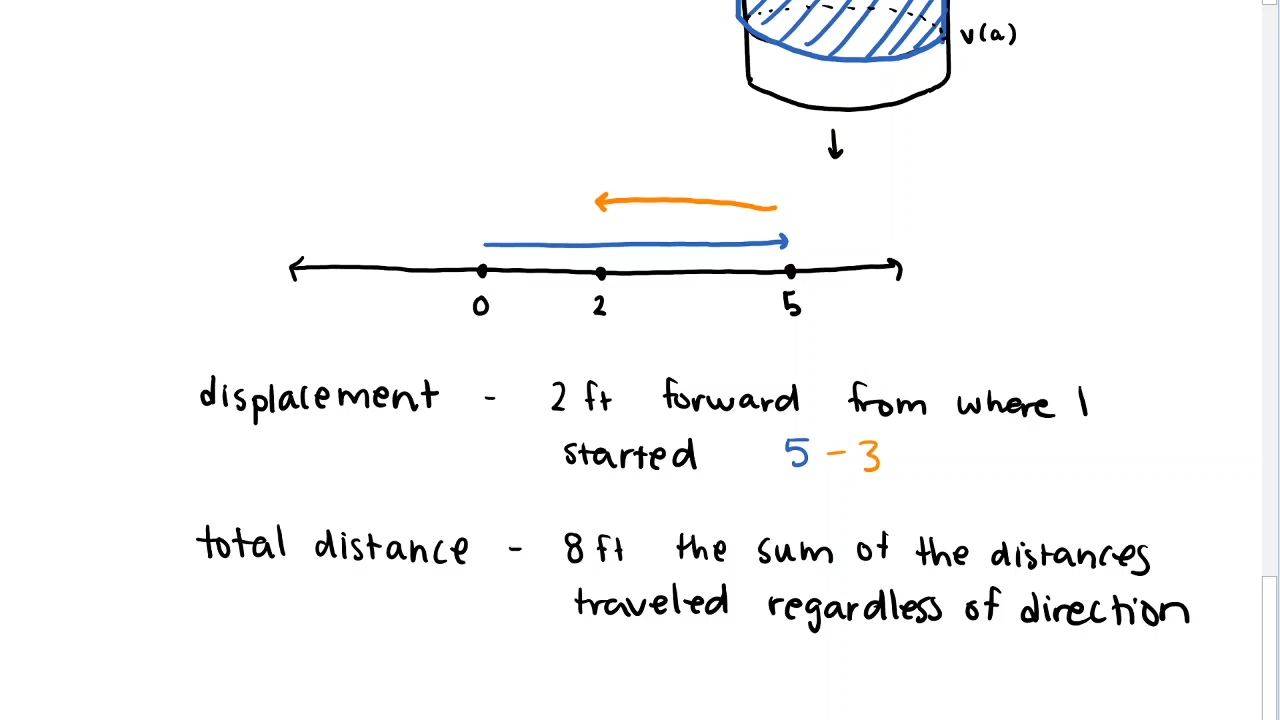 v(a)
0 2 5
displacement - 2 ft forward from where I
started 5 - 3
total distance - 8 ft the sum of the distances
traveled regardless of direction